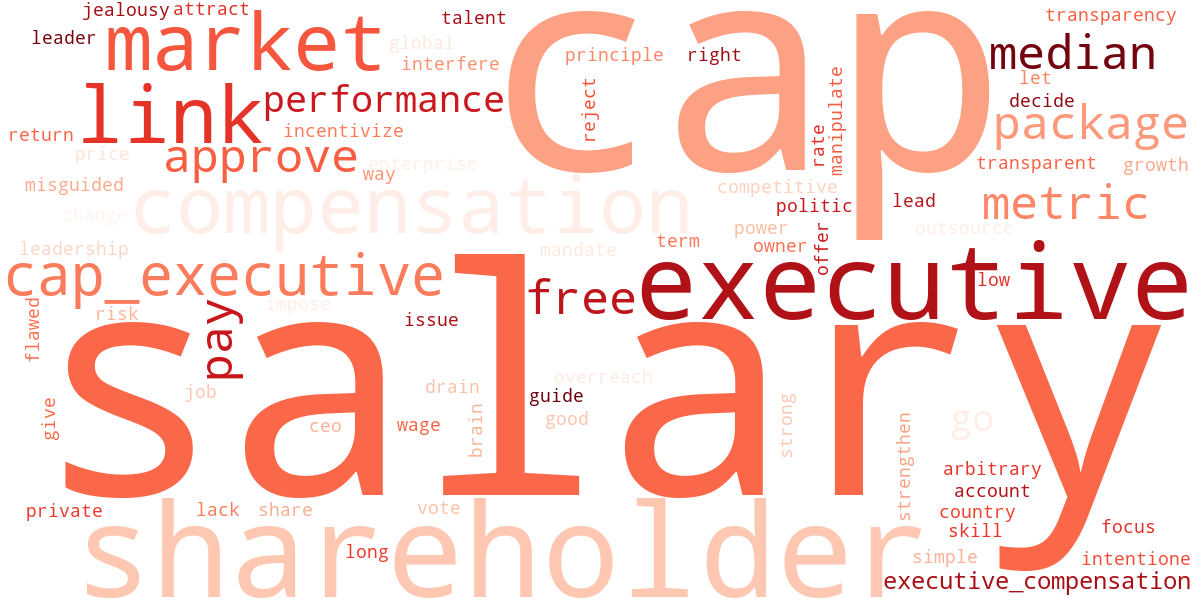 jealousy
attract
leader
market
talent
global
interfere
cap
principle
right
transparency
median
let
decide
link
performance
return
incentivize
approve
price
enterprise
way
misguided
change
compensation
reject
rate
manipulate
package
transparent
growth
competitive
politic
lead
metric
power
owner
term
offer
outsource
mandate
leadership
cap_executive
free
executive
low
flawed
risk
pay
impose
issue
salary
job
drain
overreach
guide
good
give
ceo
wage
brain
strong
go
strengthen
arbitrary
account
country
skill
focus
private
lack
share
vote
shareholder
long
simple
intentione
executive_compensation